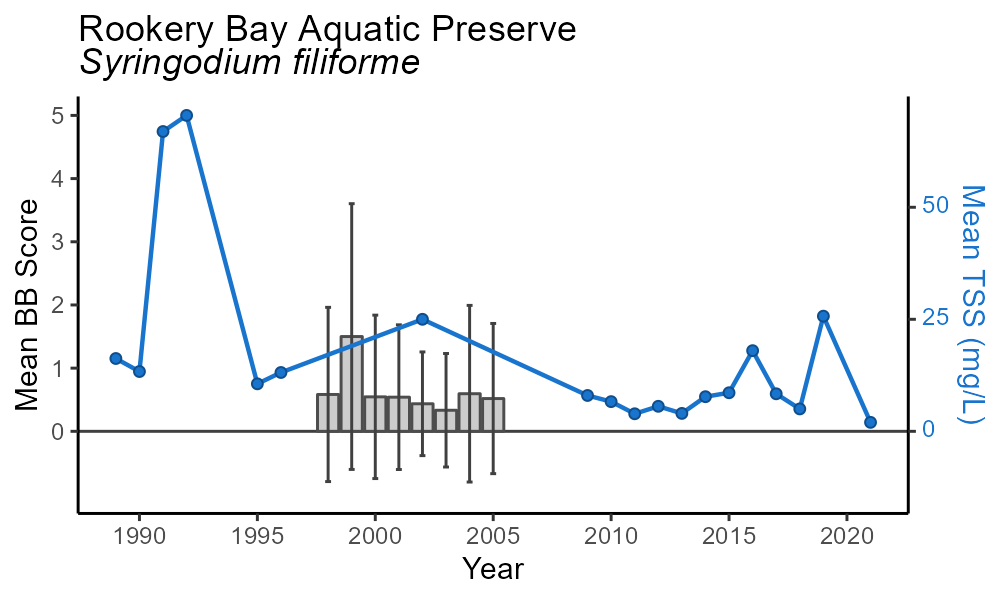 Rookery Bay Aquatic Preserve
Syringodium filiforme
Mean BB Score
5
4
3
2
1
0
50
25
0
Mean TSS (mg/L)
1990 1995 2000 2005 2010 2015 2020
Year